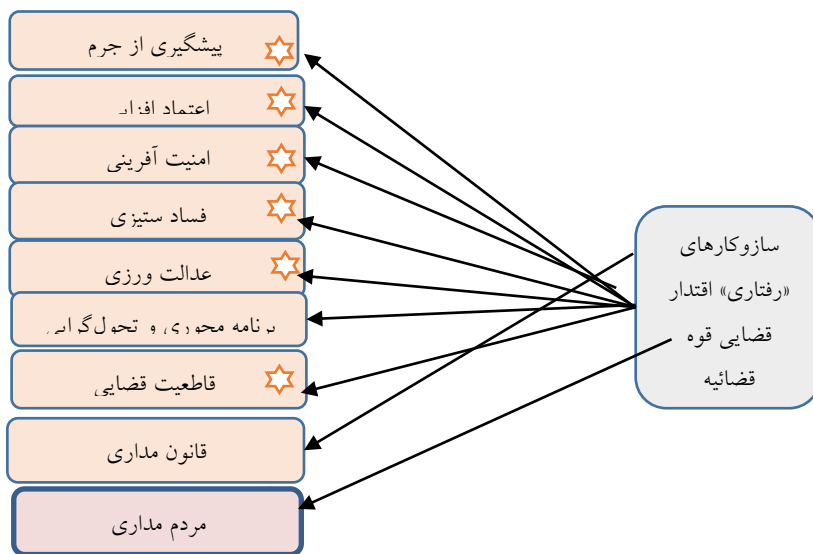 پیشگیری از جرم
اعتماد افزایی
امنیت آفرینی
فساد ستیزی
عدالت ورزی
برنامه محوری و تحول‌گرایی
قاطعیت قضایی
قانون مداری
مردم مداری
سازوکارهای
«رفتاری» اقتدار
قضایی قوه
قضائیه